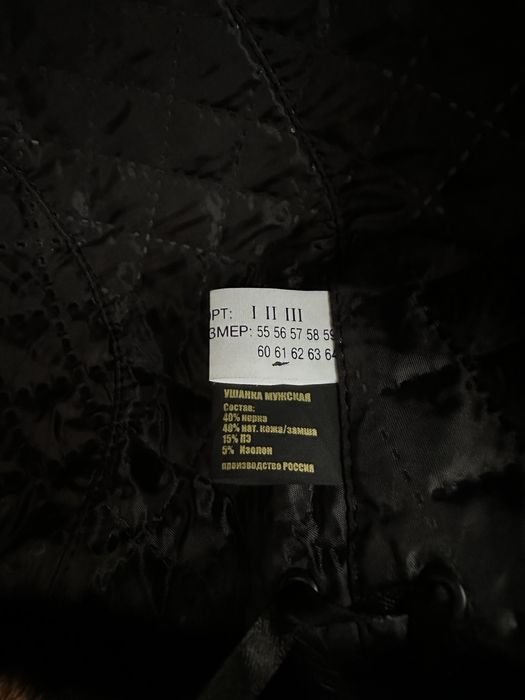 ОРТ: I II III
ЗМЕР: 55 56 57 58 59
60 61 62 63 64
УШАНКА МУЖСКАЯ
Состав:
40% норка
40% нат. кожа/замша
15% ПЭ
5% Изолон
производство РОССИЯ